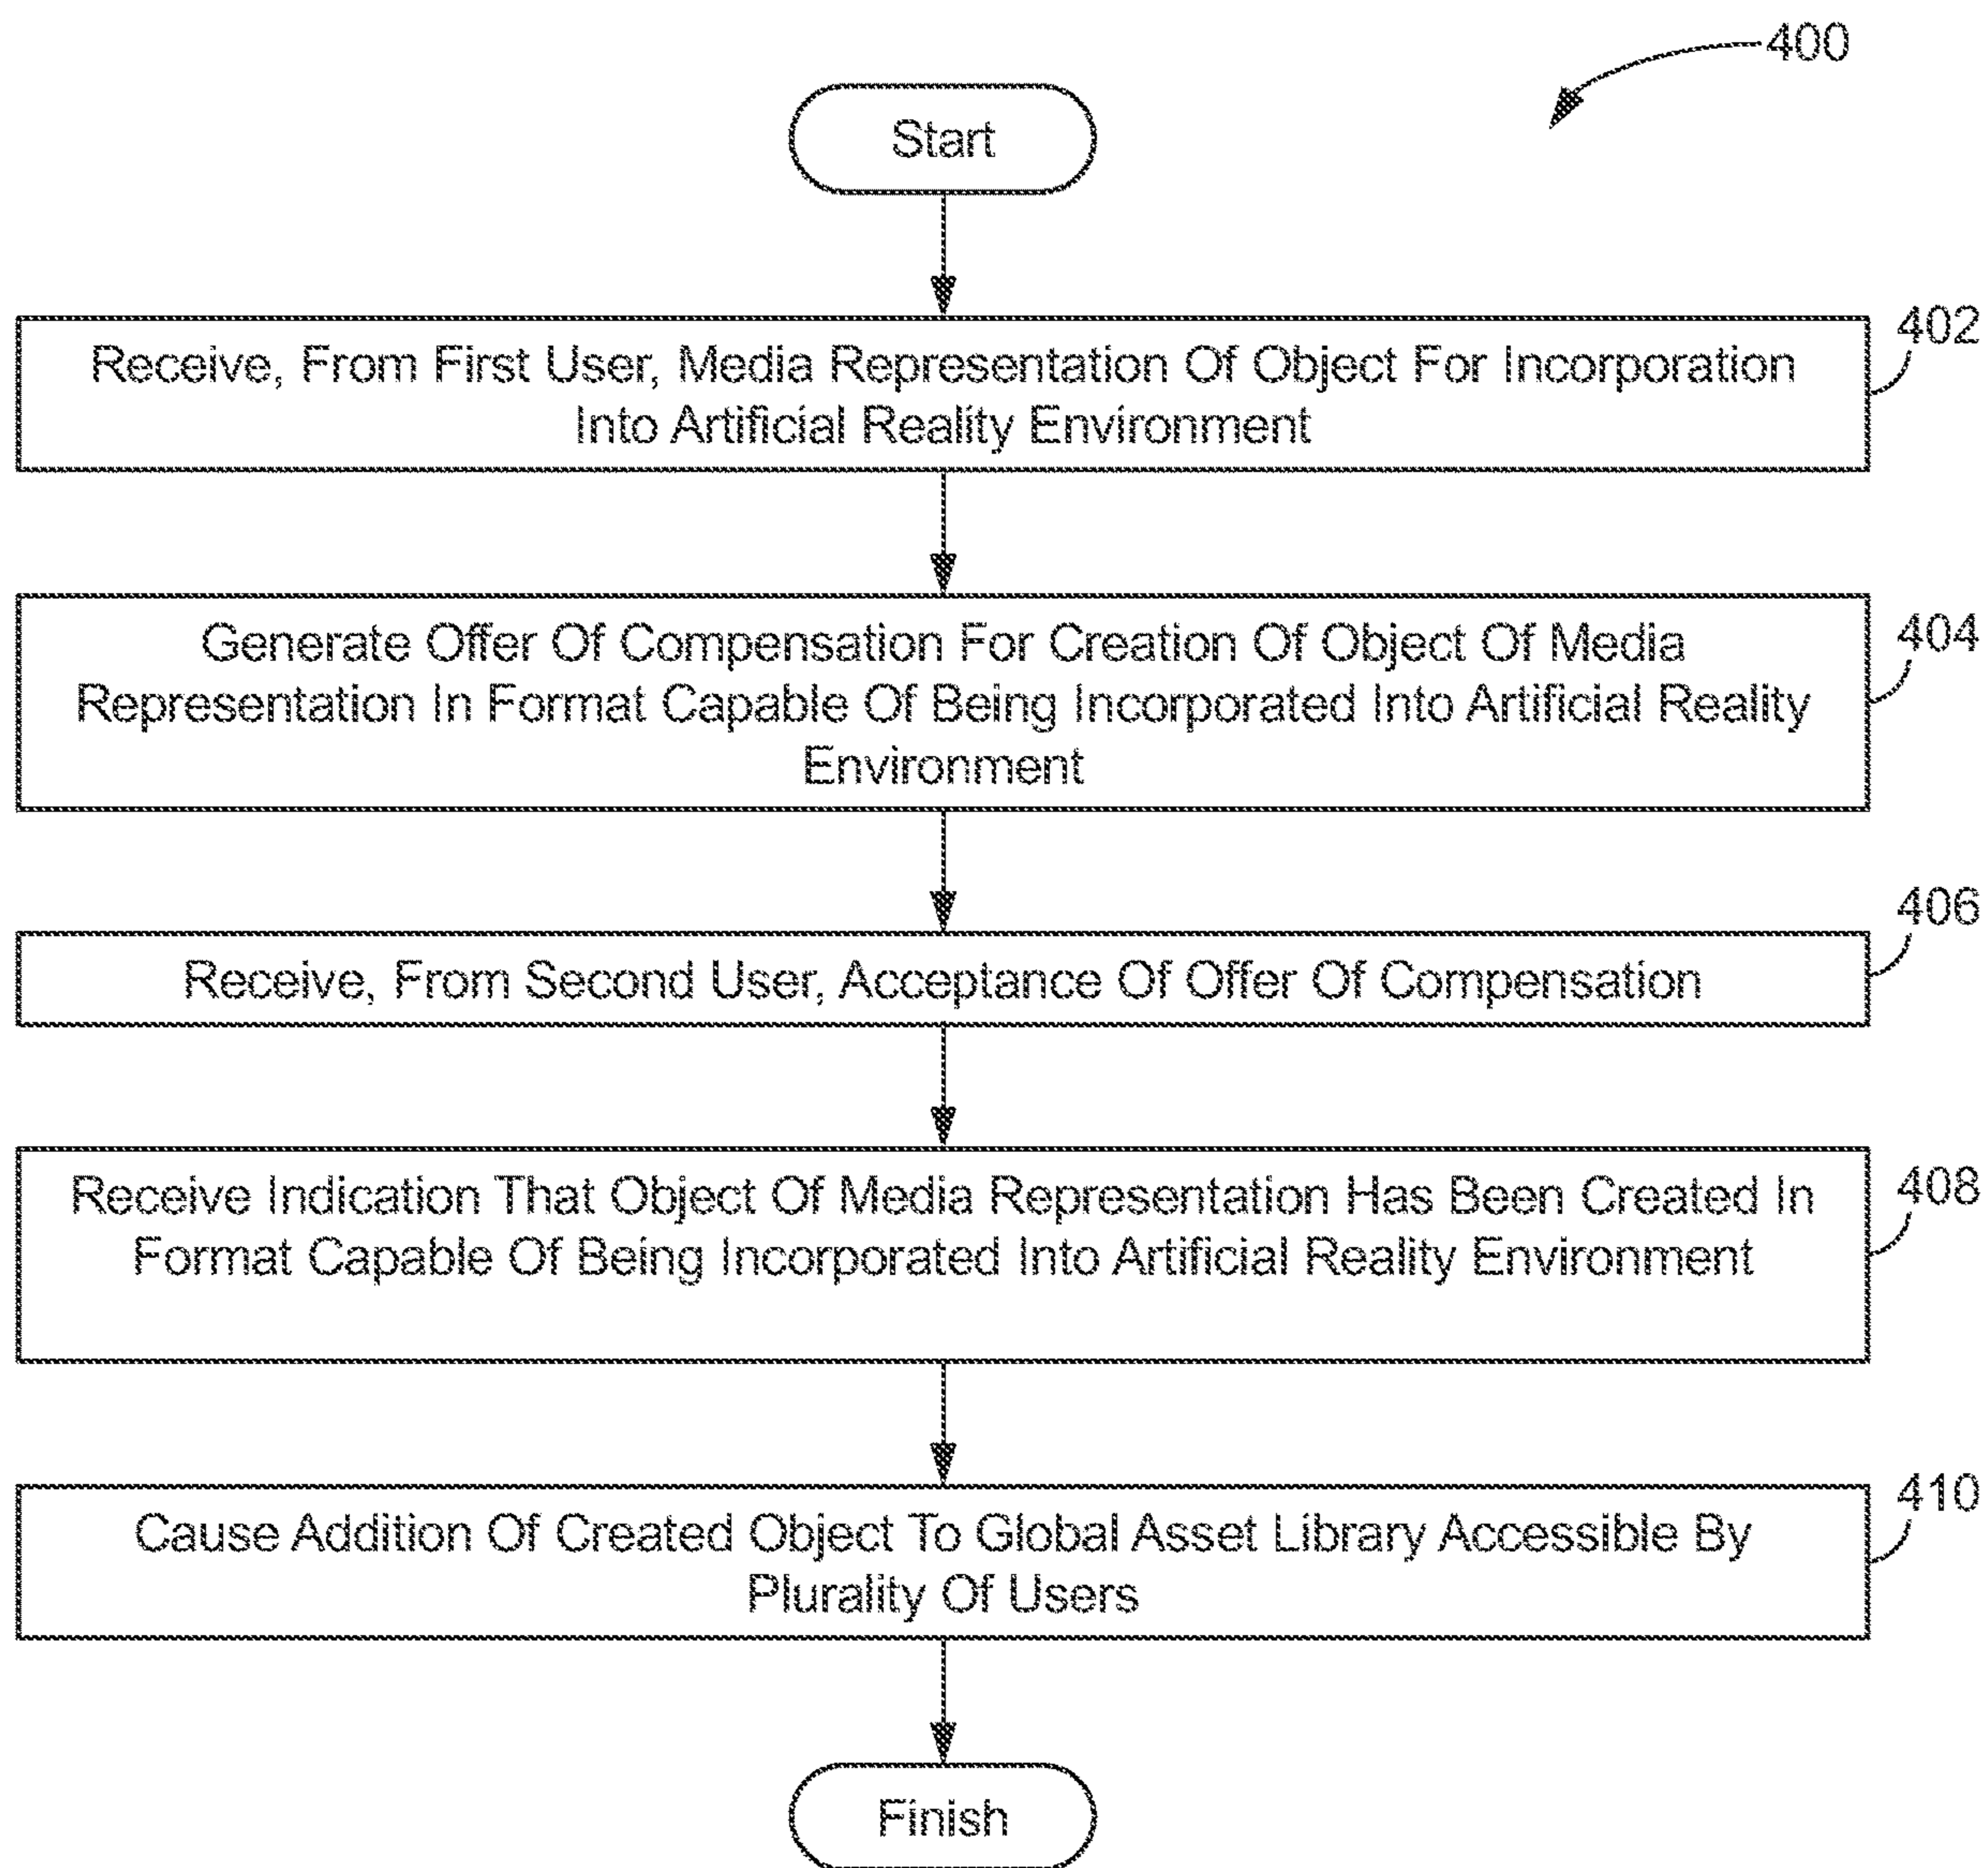 400
Start
402
Receive, From First User, Media Representation Of Object For Incorporation
Into Artificial Reality Environment
404
Generate Offer Of Compensation For Creation Of Object Of Media
Representation In Format Capable Of Being Incorporated Into Artificial Reality
Environment
406
Receive, From Second User, Acceptance Of Offer Of Compensation
408
Receive Indication That Object Of Media Representation Has Been Created In
Format Capable Of Being Incorporated Into Artificial Reality Environment
410
Cause Addition Of Created Object To Global Asset Library Accessible By
Plurality Of Users
Finish